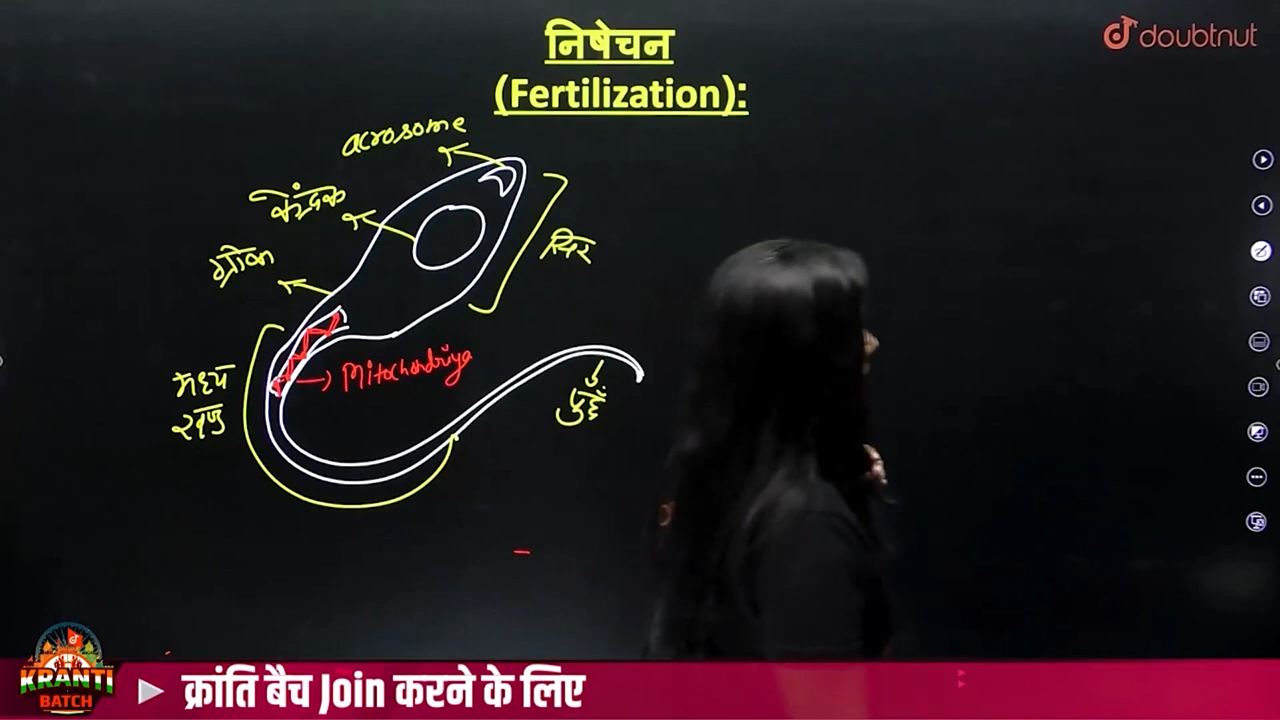 निषेचन
(Fertilization):
doubtnut
acrosome
केंद्रक
ग्रीवा
सिर
मध्य
खण्ड
Mitochondriya
पुंछ
KRANTI
BATCH
क्रांति बैच Join करने के लिए